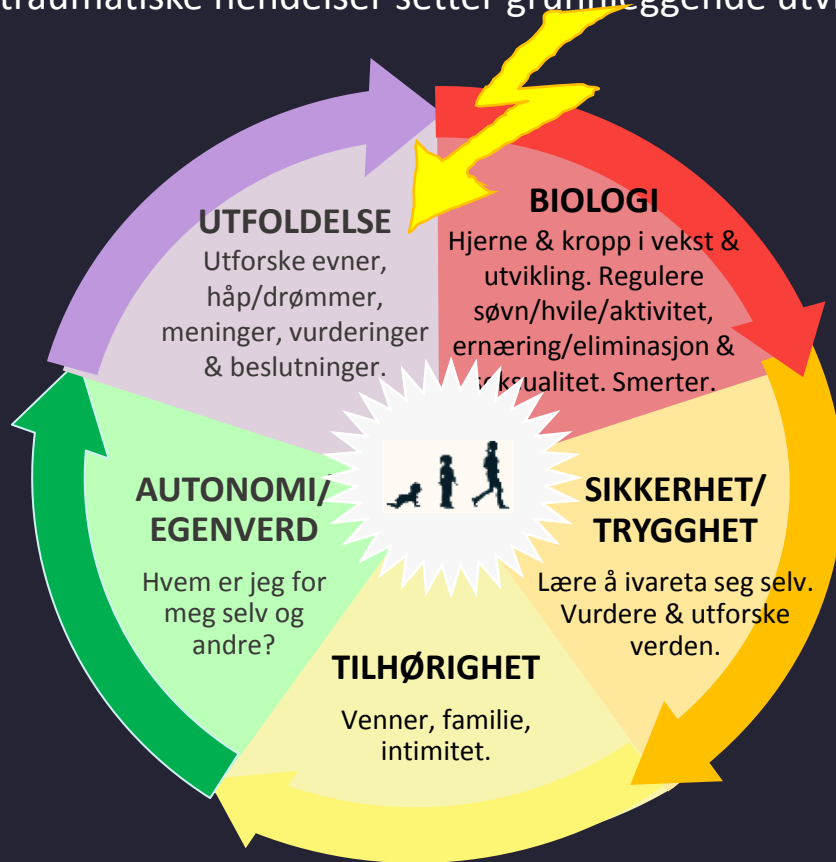 traumatiske hendelser setter grunnleggende
UTFOLDELSE
Utforske evner,
håp/drømmer,
meninger, vurderinger
& beslutninger.
BIOLOGI
Hjerne & kropp i vekst &
utvikling. Regulere
søvn/hvile/aktivitet,
ernæring/eliminasjon &
seksualitet. Smerter.
SIKKERHET/
TRYGGHET
Lære å ivareta seg selv.
Vurdere & utforske
verden.
TILHØRIGHET
Venner, familie,
intimitet.
AUTONOMI/
EGENVERD
Hvem er jeg for
meg selv og
andre?